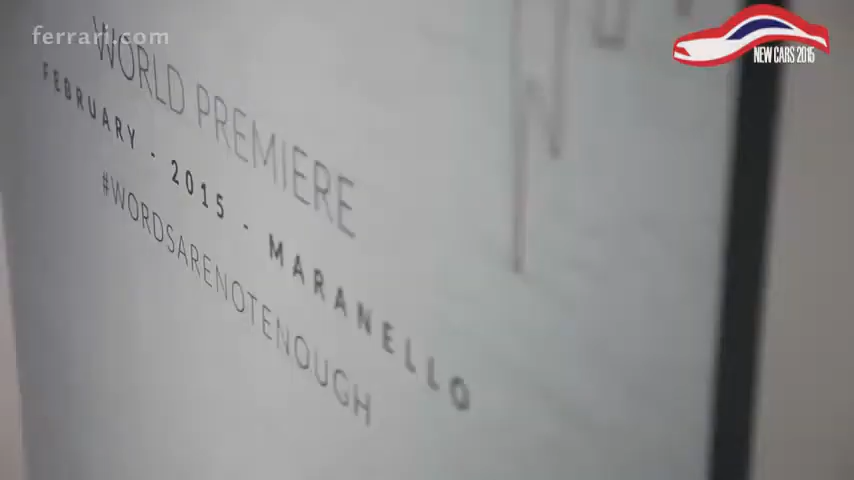 ferrari.com
NEW CARS 2015
WORLD PREMIERE
FEBRUARY - 2015 - MARANELLO
#WORDSARENOTENOUGH